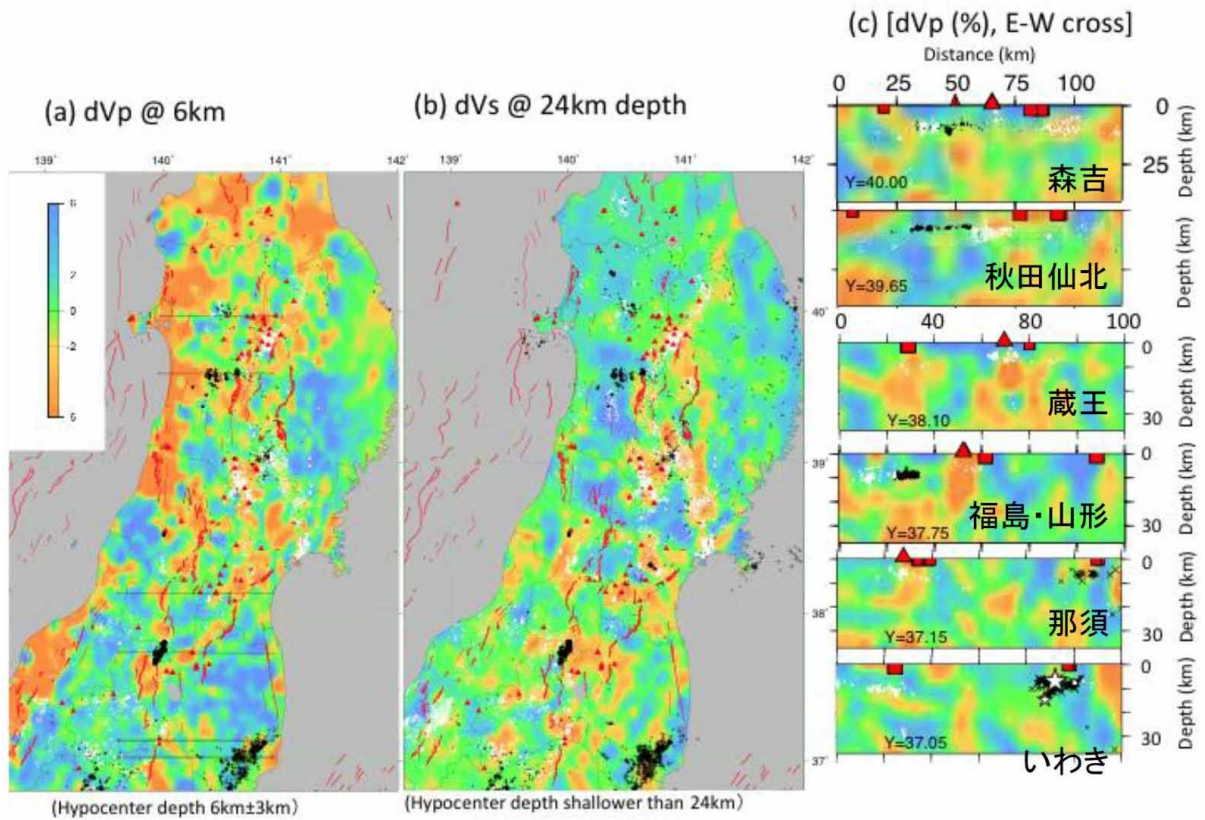 (c) [dVp (%), E-W cross]
Distance (km)
0 25 50 75 100
(a) dVp @ 6km
(b) dVs @ 24km depth
139° 140° 141° 142°
139° 140° 141° 142°
6
2
0
-2
40°
39°
38°
37°
0
25
Depth (km)
Y=40.00
森吉
Depth (km)
Y=39.65
秋田仙北
0 40 60 80 100
0
30
Depth (km)
Y=38.10
蔵王
0
30
Depth (km)
Y=37.75
福島・山形
0
30
Depth (km)
Y=37.15
那須
0
30
Depth (km)
Y=37.05
いわき
(Hypocenter depth 6km±3km)
(Hypocenter depth shallower than 24km)